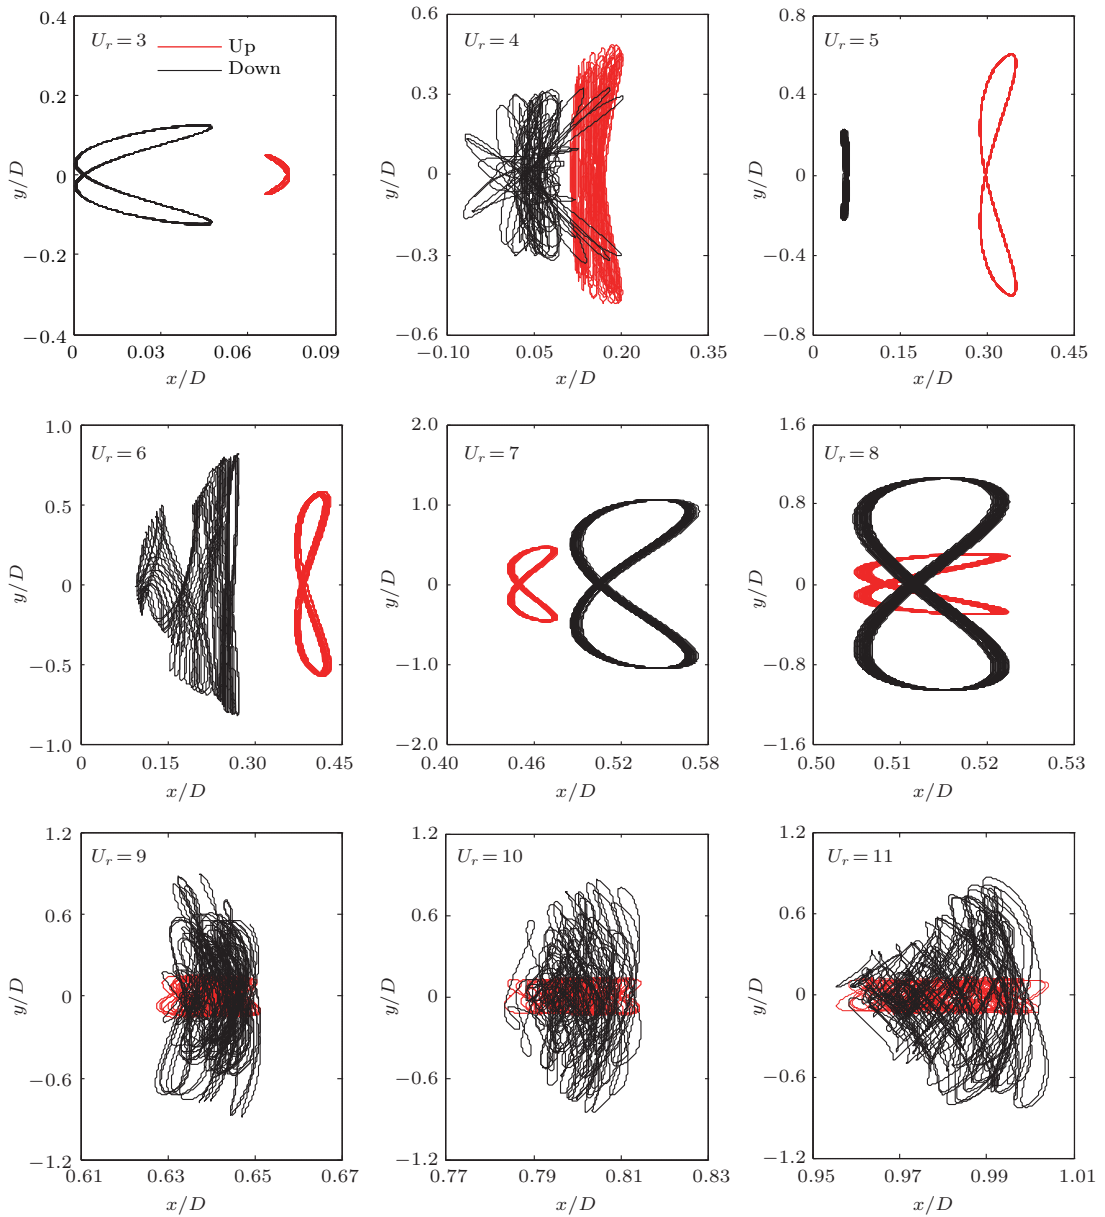 0.4
U_r = 3
Up
Down
0.2
y/D
0
−0.2
−0.4
0 0.03 0.06 0.09
x/D
0.6
U_r = 4
0.3
y/D
0
−0.3
−0.6
−0.10 0.05 0.20 0.35
x/D
0.8
U_r = 5
0.4
y/D
0
−0.4
−0.8
0 0.15 0.30 0.45
x/D
1.0
U_r = 6
0.5
y/D
0
−0.5
−1.0
0 0.15 0.30 0.45
x/D
2.0
U_r = 7
1.0
y/D
0
−1.0
−2.0
0.40 0.46 0.52 0.58
x/D
1.6
U_r = 8
0.8
y/D
0
−0.8
−1.6
0.50 0.51 0.52 0.53
x/D
1.2
U_r = 9
0.6
y/D
0
−0.6
−1.2
0.61 0.63 0.65 0.67
x/D
1.2
U_r = 10
0.6
y/D
0
−0.6
−1.2
0.77 0.79 0.81 0.83
x/D
1.2
U_r = 11
0.6
y/D
0
−0.6
−1.2
0.95 0.97 0.99 1.01
x/D